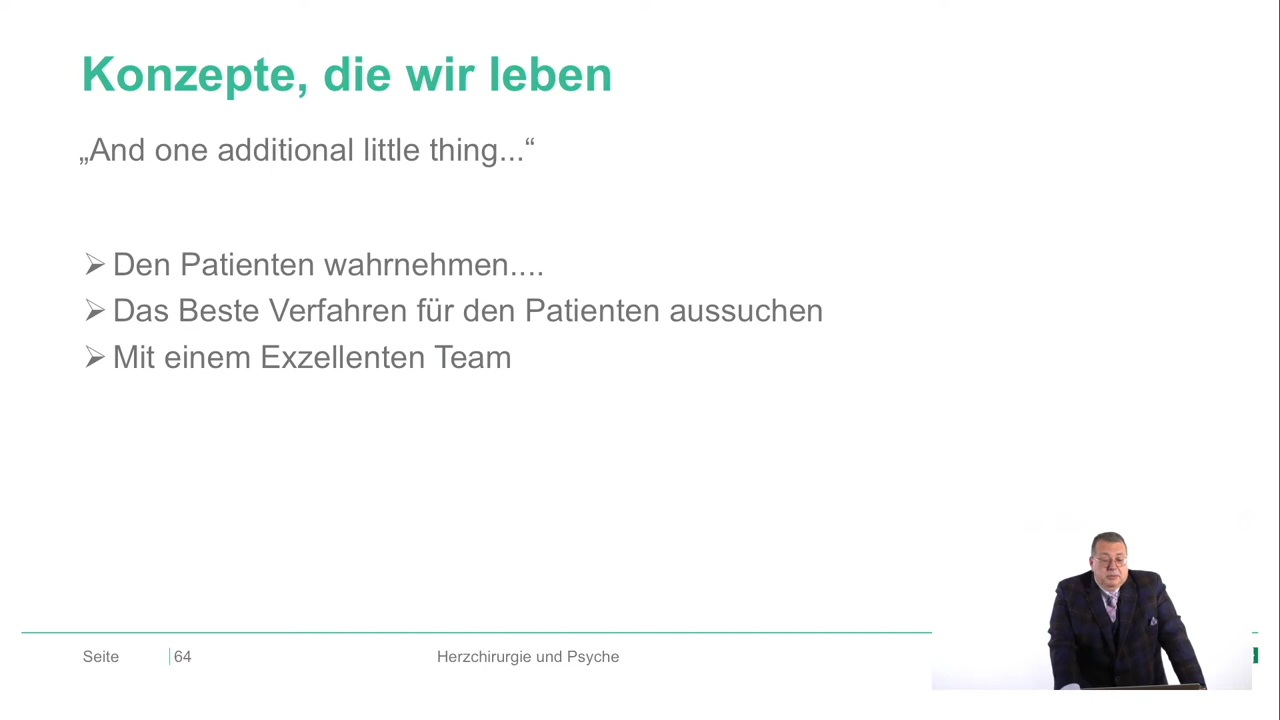 Konzepte, die wir leben
„And one additional little thing...“
➢ Den Patienten wahrnehmen....
➢ Das Beste Verfahren für den Patienten aussuchen
➢ Mit einem Exzellenten Team
Seite 64 Herzchirurgie und Psyche